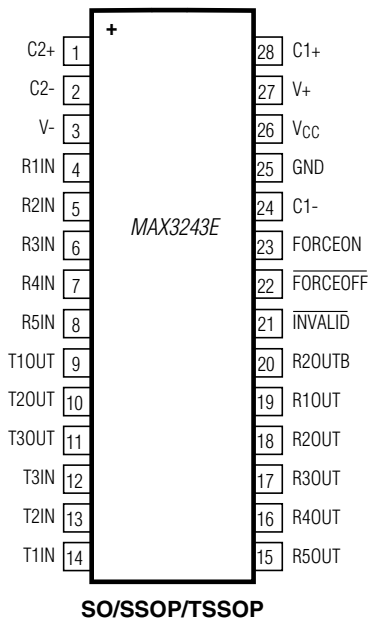 +
C2+ 1 28 C1+
C2- 2 27 V+
V- 3 26 VCC
R1IN 4 25 GND
R2IN 5 24 C1-
MAX3243E
R3IN 6 23 FORCEON
R4IN 7 22 FORCEOFF
R5IN 8 21 INVALID
T1OUT 9 20 R2OUTB
T2OUT 10 19 R1OUT
T3OUT 11 18 R2OUT
T3IN 12 17 R3OUT
T2IN 13 16 R4OUT
T1IN 14 15 R5OUT
SO/SSOP/TSSOP